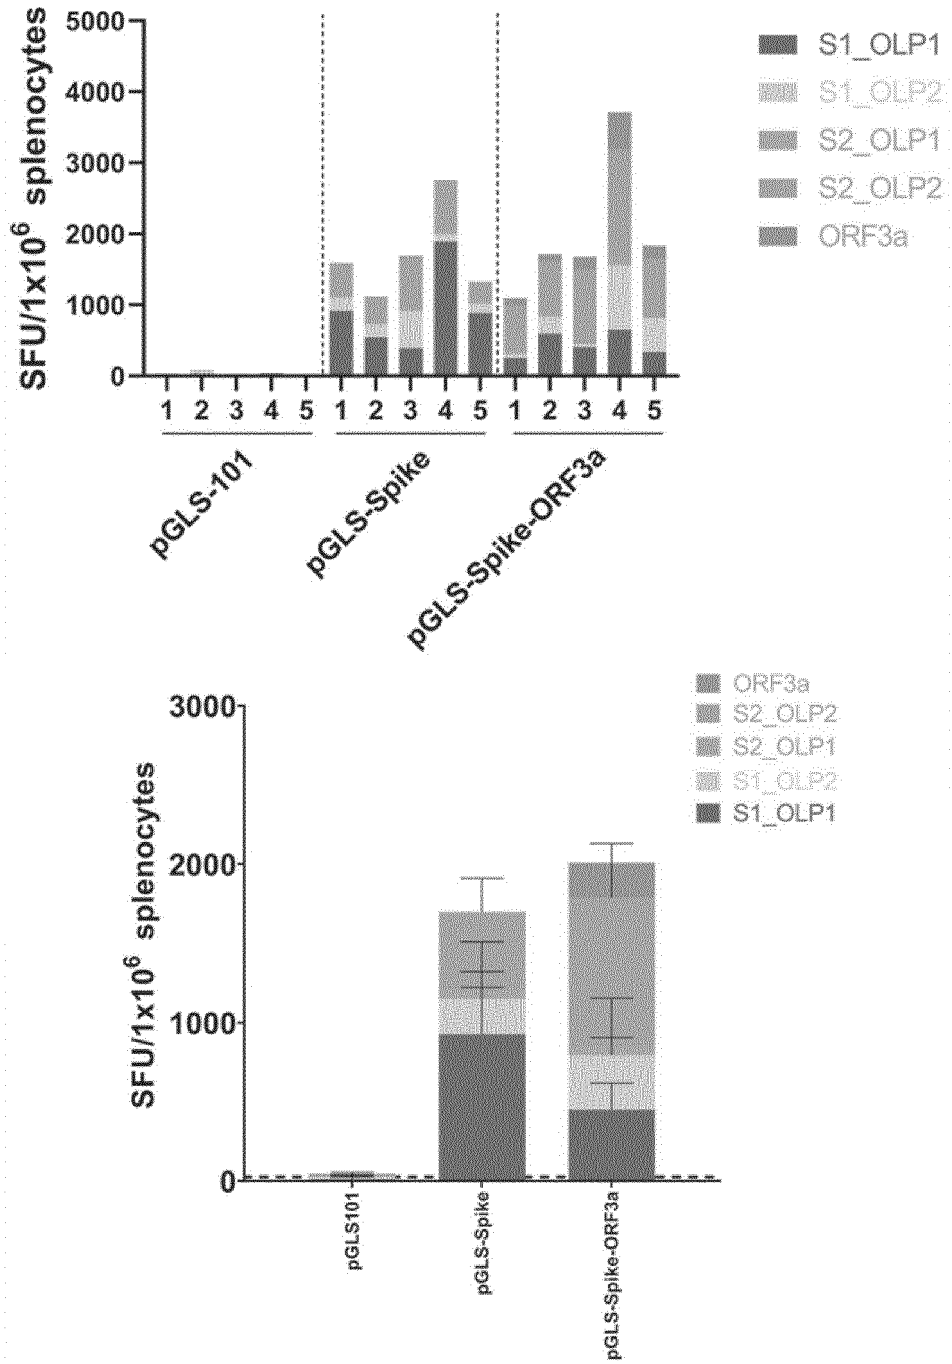 5000
4000
3000
2000
1000
0
SFU/1x10⁶ splenocytes
S1_OLP1
S1_OLP2
S2_OLP1
S2_OLP2
ORF3a
1 2 3 4 5 1 2 3 4 5 1 2 3 4 5
pGLS-101
pGLS-Spike
pGLS-Spike-ORF3a
3000
2000
1000
0
SFU/1x10⁶ splenocytes
ORF3a
S2_OLP2
S2_OLP1
S1_OLP2
S1_OLP1
pGLS101
pGLS-Spike
pGLS-Spike-ORF3a